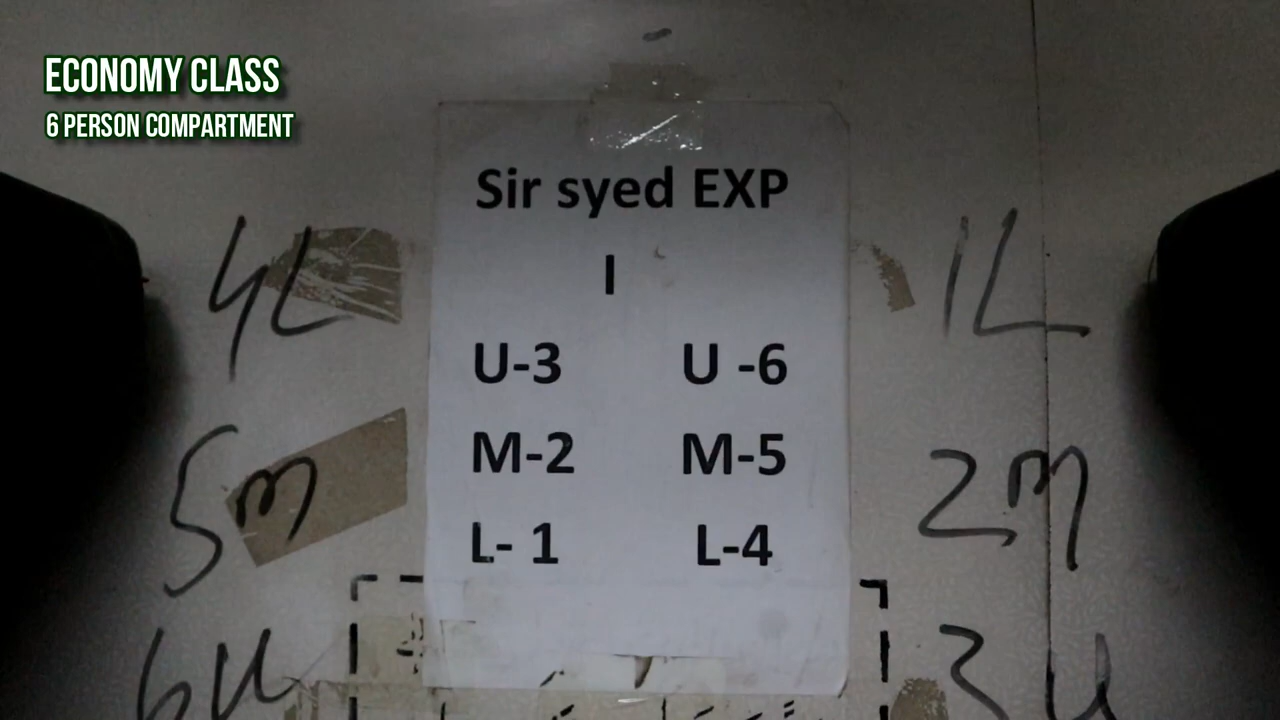 ECONOMY CLASS
6 PERSON COMPARTMENT
Sir syed EXP
I
U-3 U -6
M-2 M-5
L- 1 L-4
4L
5m
6u
1L
2m
3u